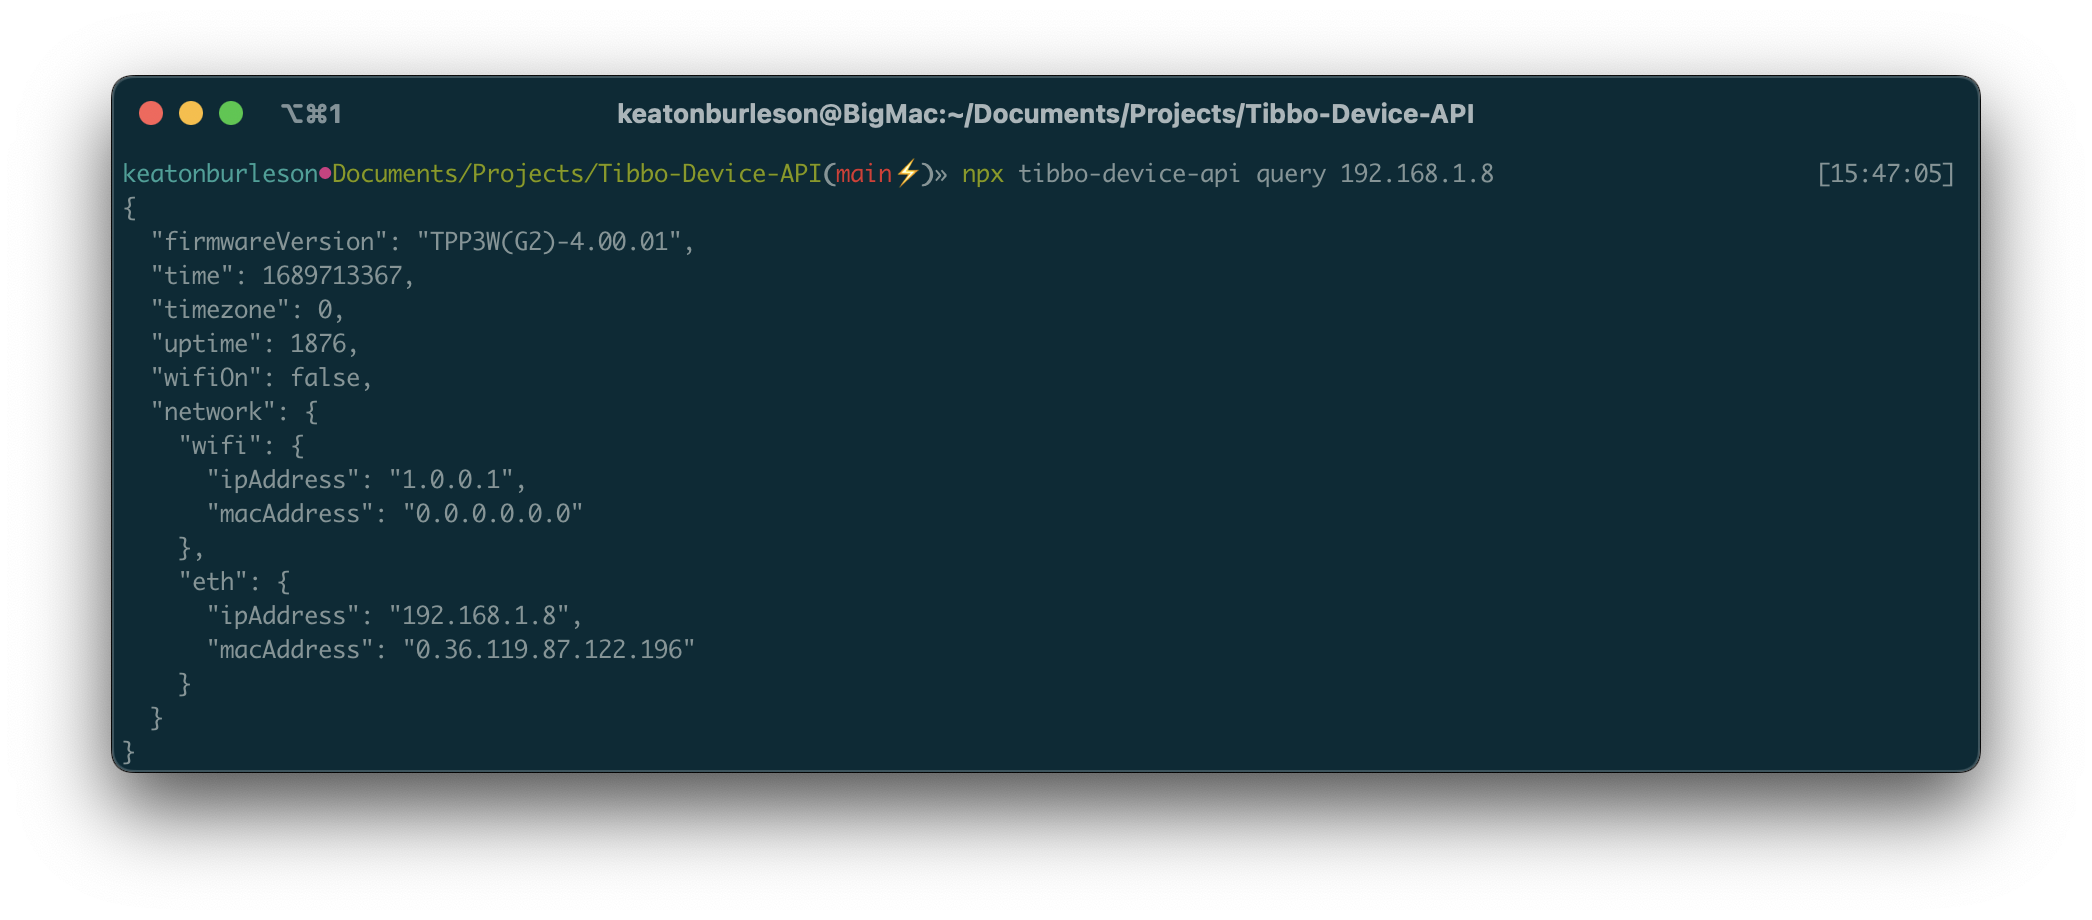 ⌥⌘1 keatonburleson@BigMac:~/Documents/Projects/Tibbo-Device-API
keatonburleson●Documents/Projects/Tibbo-Device-API(main⚡)» npx tibbo-device-api query 192.168.1.8 [15:47:05]
{
  "firmwareVersion": "TPP3W(G2)-4.00.01",
  "time": 1689713367,
  "timezone": 0,
  "uptime": 1876,
  "wifiOn": false,
  "network": {
    "wifi": {
      "ipAddress": "1.0.0.1",
      "macAddress": "0.0.0.0.0.0"
    },
    "eth": {
      "ipAddress": "192.168.1.8",
      "macAddress": "0.36.119.87.122.196"
    }
  }
}